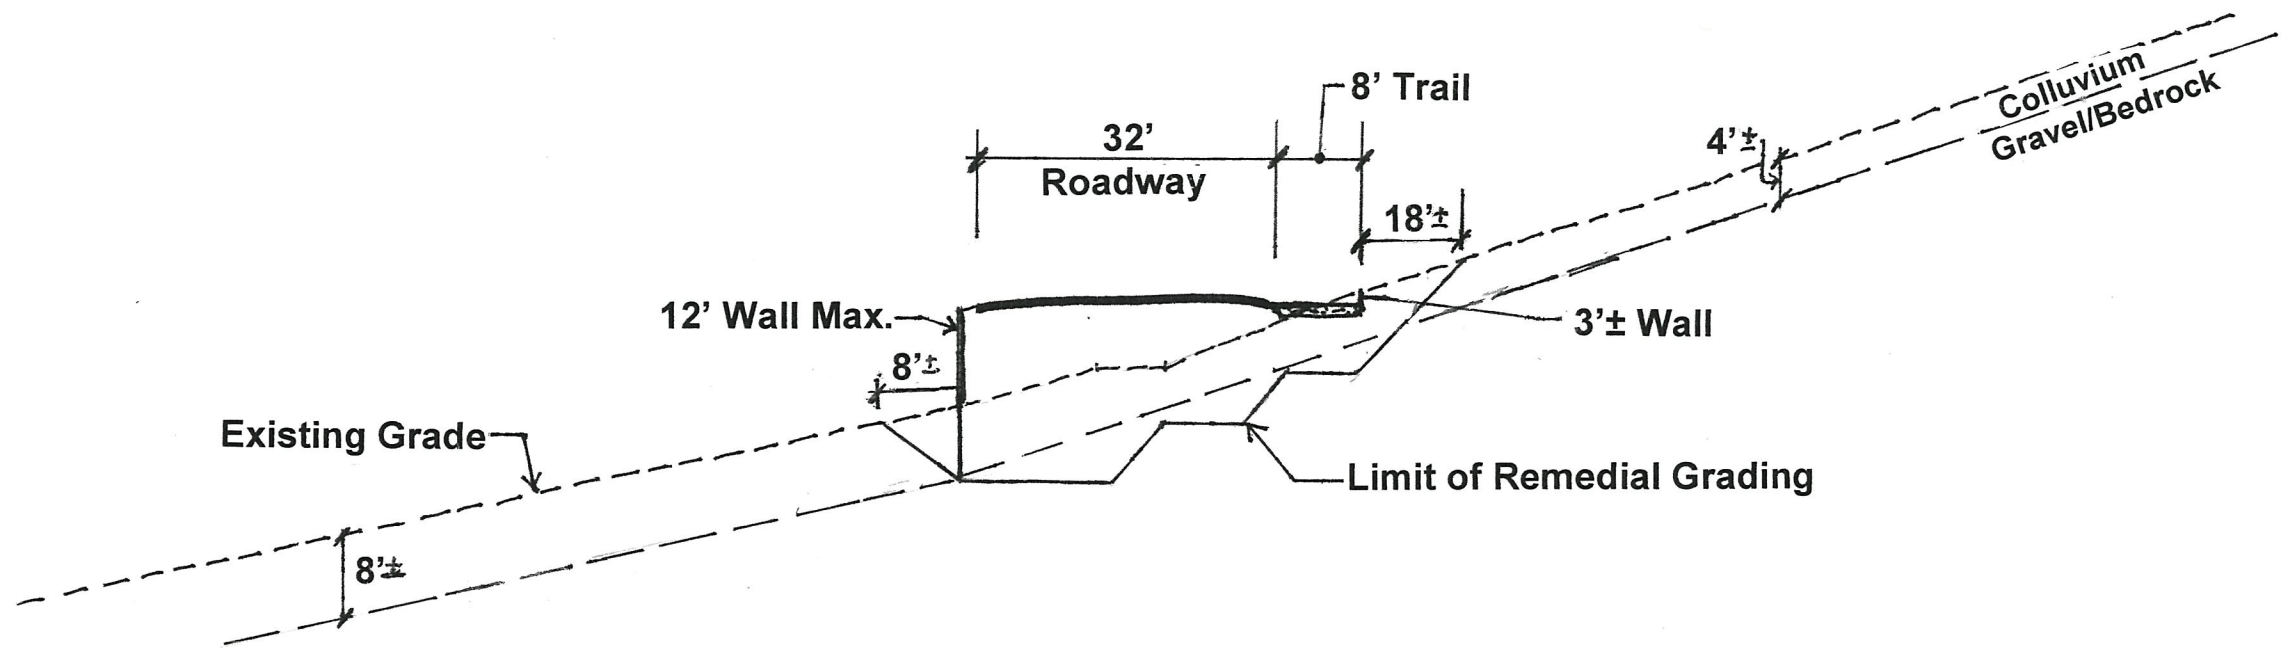 8’ Trail
32’
Roadway
4’±
Colluvium
Gravel/Bedrock
18’±
12’ Wall Max.
3’± Wall
8’±
Existing Grade
Limit of Remedial Grading
8’±